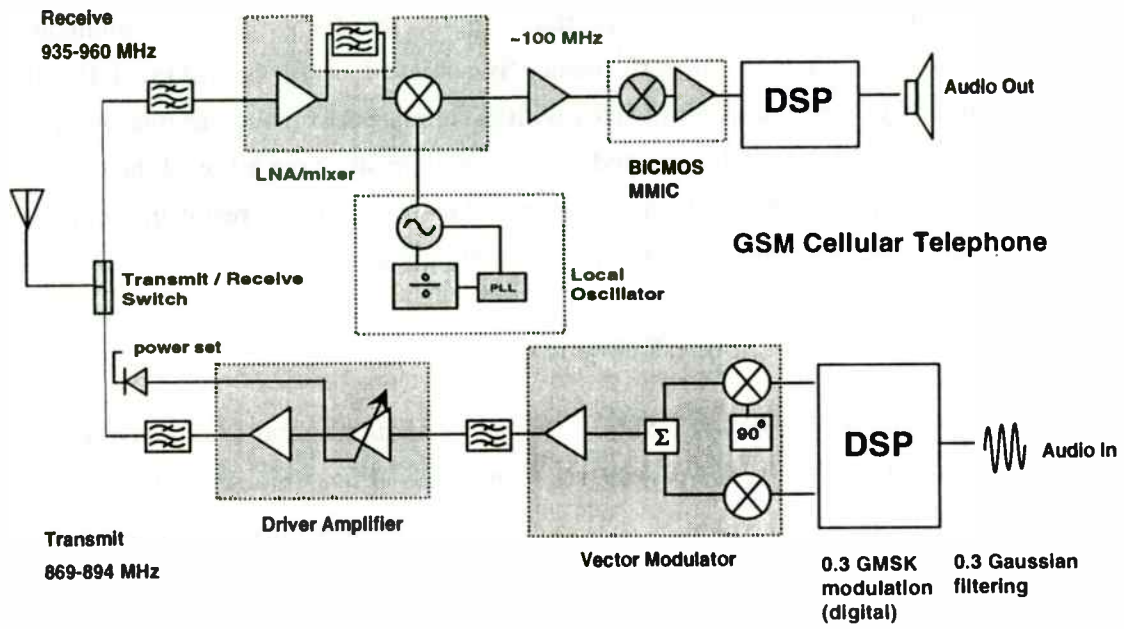 Receive
935-960 MHz
~100 MHz
DSP
Audio Out
LNA/mixer
BICMOS
MMIC
GSM Cellular Telephone
Transmit / Receive
Switch
PLL
Local
Oscillator
power set
Σ
90°
DSP
Audio In
Driver Amplifier
Vector Modulator
Transmit
869-894 MHz
0.3 GMSK
modulation
(digital)
0.3 Gaussian
filtering